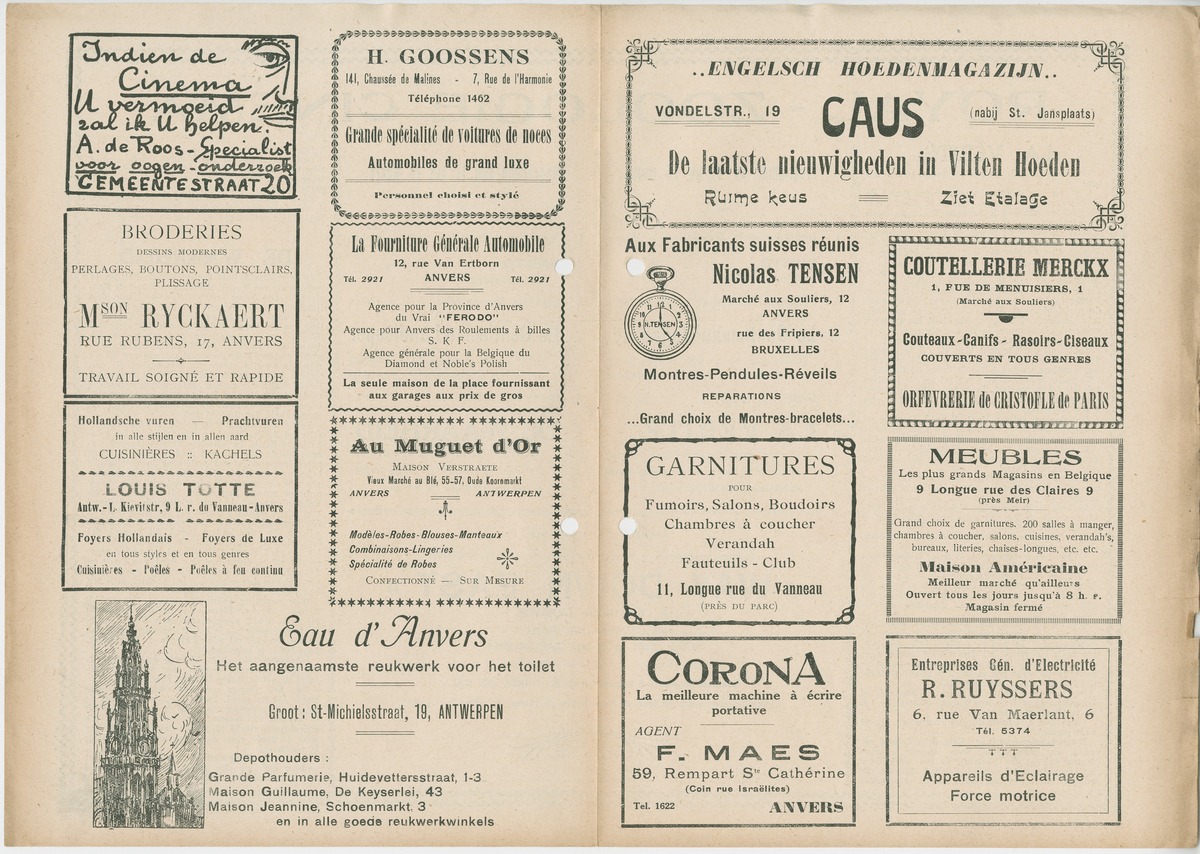 Indien de
Cinema
U vermoeid
zal ik U helpen.
A. de Roos - Specialist
voor oogen-onderzoek
GEMEENTESTRAAT 20
BRODERIES
DESSINS MODERNES
PERLAGES, BOUTONS, POINTSCLAIRS,
PLISSAGE
MSON RYCKAERT
RUE RUBENS, 17, ANVERS
TRAVAIL SOIGNÉ ET RAPIDE
Hollandsche vuren — Prachtvuren
in alle stijlen en in allen aard
CUISINIÈRES :: KACHELS
LOUIS TOTTE
Antw.-L. Kievitstr, 9 L. r. du Vanneau-Anvers
Foyers Hollandais - Foyers de Luxe
en tous styles et en tous genres
Cuisinières - Poêles - Poêles à feu continu
H. GOOSSENS
141, Chaussée de Malines - 7, Rue de l'Harmonie
Téléphone 1462
Grande spécialité de voitures de noces
Automobiles de grand luxe
Personnel choisi et stylé
La Fourniture Générale Automobile
12, rue Van Ertborn
Tél. 2921 ANVERS Tél. 2921
Agence pour la Province d'Anvers
du Vrai "FERODO"
Agence pour Anvers des Roulements à billes
S. K. F.
Agence générale pour la Belgique du
Diamond et Noble's Polish
La seule maison de la place fournissant
aux garages aux prix de gros
Au Muguet d'Or
MAISON VERSTRAETE
Vieux Marché au Blé, 55-57, Oude Koornmarkt
ANVERS ANTWERPEN
Modèles-Robes-Blouses-Manteaux
Combinaisons-Lingeries
Spécialité de Robes
CONFECTIONNÉ — SUR MESURE
Eau d'Anvers
Het aangenaamste reukwerk voor het toilet
Groot: St-Michielsstraat, 19, ANTWERPEN
Depothouders :
Grande Parfumerie, Huidevettersstraat, 1-3
Maison Guillaume, De Keyserlei, 43
Maison Jeannine, Schoenmarkt, 3
en in alle goede reukwerkwinkels
..ENGELSCH HOEDENMAGAZIJN..
VONDELSTR., 19 CAUS (nabij St. Jansplaats)
De laatste nieuwigheden in Vilten Hoeden
Ruime keus Ziet Etalage
Aux Fabricants suisses réunis
Nicolas TENSEN
Marché aux Souliers, 12
ANVERS
rue des Fripiers, 12
BRUXELLES
N.TENSEN
Montres-Pendules-Réveils
REPARATIONS
...Grand choix de Montres-bracelets...
COUTELLERIE MERCKX
1, FUE DE MENUISIERS, 1
(Marché aux Souliers)
Couteaux-Canifs - Rasoirs-Ciseaux
COUVERTS EN TOUS GENRES
ORFEVRERIE de CRISTOFLE de PARIS
GARNITURES
POUR
Fumoirs, Salons, Boudoirs
Chambres à coucher
Verandah
Fauteuils - Club
11, Longue rue du Vanneau
(PRÈS DU PARC)
MEUBLES
Les plus grands Magasins en Belgique
9 Longue rue des Claires 9
(près Meir)
Grand choix de garnitures. 200 salles à manger,
chambres à coucher, salons, cuisines, verandah's,
bureaux, literies, chaises-longues, etc. etc.
Maison Américaine
Meilleur marché qu'ailleurs
Ouvert tous les jours jusqu'à 8 h. s.
Magasin fermé
CORONA
La meilleure machine à écrire
portative
AGENT
F. MAES
59, Rempart Ste Cathérine
(Coin rue Israëlites)
Tel. 1622 ANVERS
Entreprises Gén. d'Electricité
R. RUYSSERS
6, rue Van Maerlant, 6
Tél. 5374
Appareils d'Eclairage
Force motrice